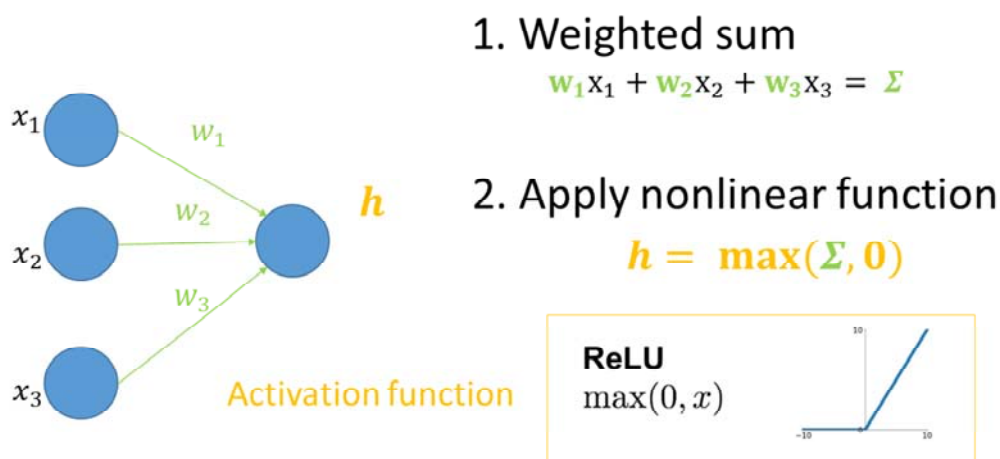 1. Weighted sum
w₁x₁ + w₂x₂ + w₃x₃ = Σ
x₁
w₁
x₂
w₂
x₃
w₃
h
2. Apply nonlinear function
h = max(Σ, 0)
Activation function
ReLU
max(0, x)
10
-10
0
10